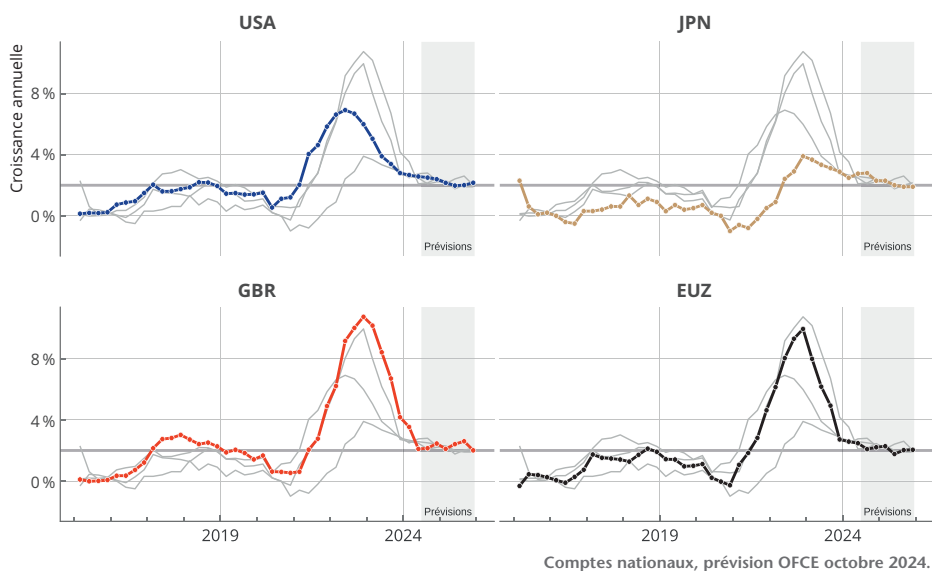 USA
JPN
Croissance annuelle
8 %
4 %
0 %
Prévisions
Prévisions
GBR
EUZ
8 %
4 %
0 %
Prévisions
Prévisions
2019
2024
2019
2024
Comptes nationaux, prévision OFCE octobre 2024.